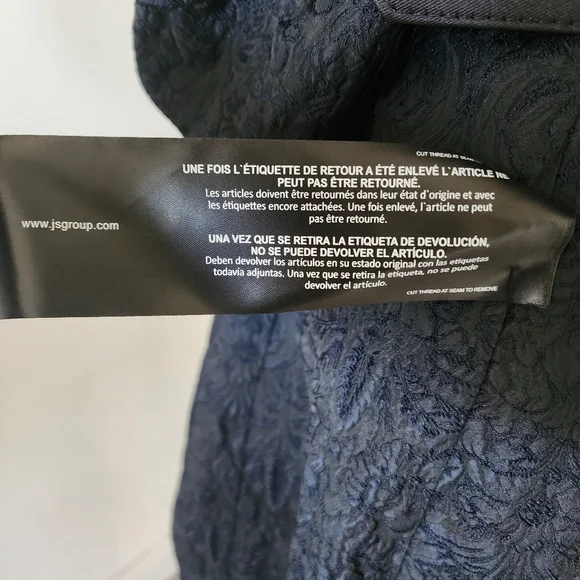 CUT THREAD AT SEAM
UNE FOIS L`ÉTIQUETTE DE RETOUR A ÉTÉ ENLEVÉ L`ARTICLE NE
PEUT PAS ÊTRE RETOURNÉ.
Les articles doivent être retournés dans leur état d`origine et avec
les étiquettes encore attachées. Une fois enlevé, l`article ne peut
pas être retourné.
www.jsgroup.com
UNA VEZ QUE SE RETIRA LA ETIQUETA DE DEVOLUCIÓN,
NO SE PUEDE DEVOLVER EL ARTÍCULO.
Deben devolver los artículos en su estado original con las etiquetas
todavía adjuntas. Una vez que se retira la etiqueta, no se puede
devolver el artículo.
CUT THREAD AT SEAM TO REMOVE